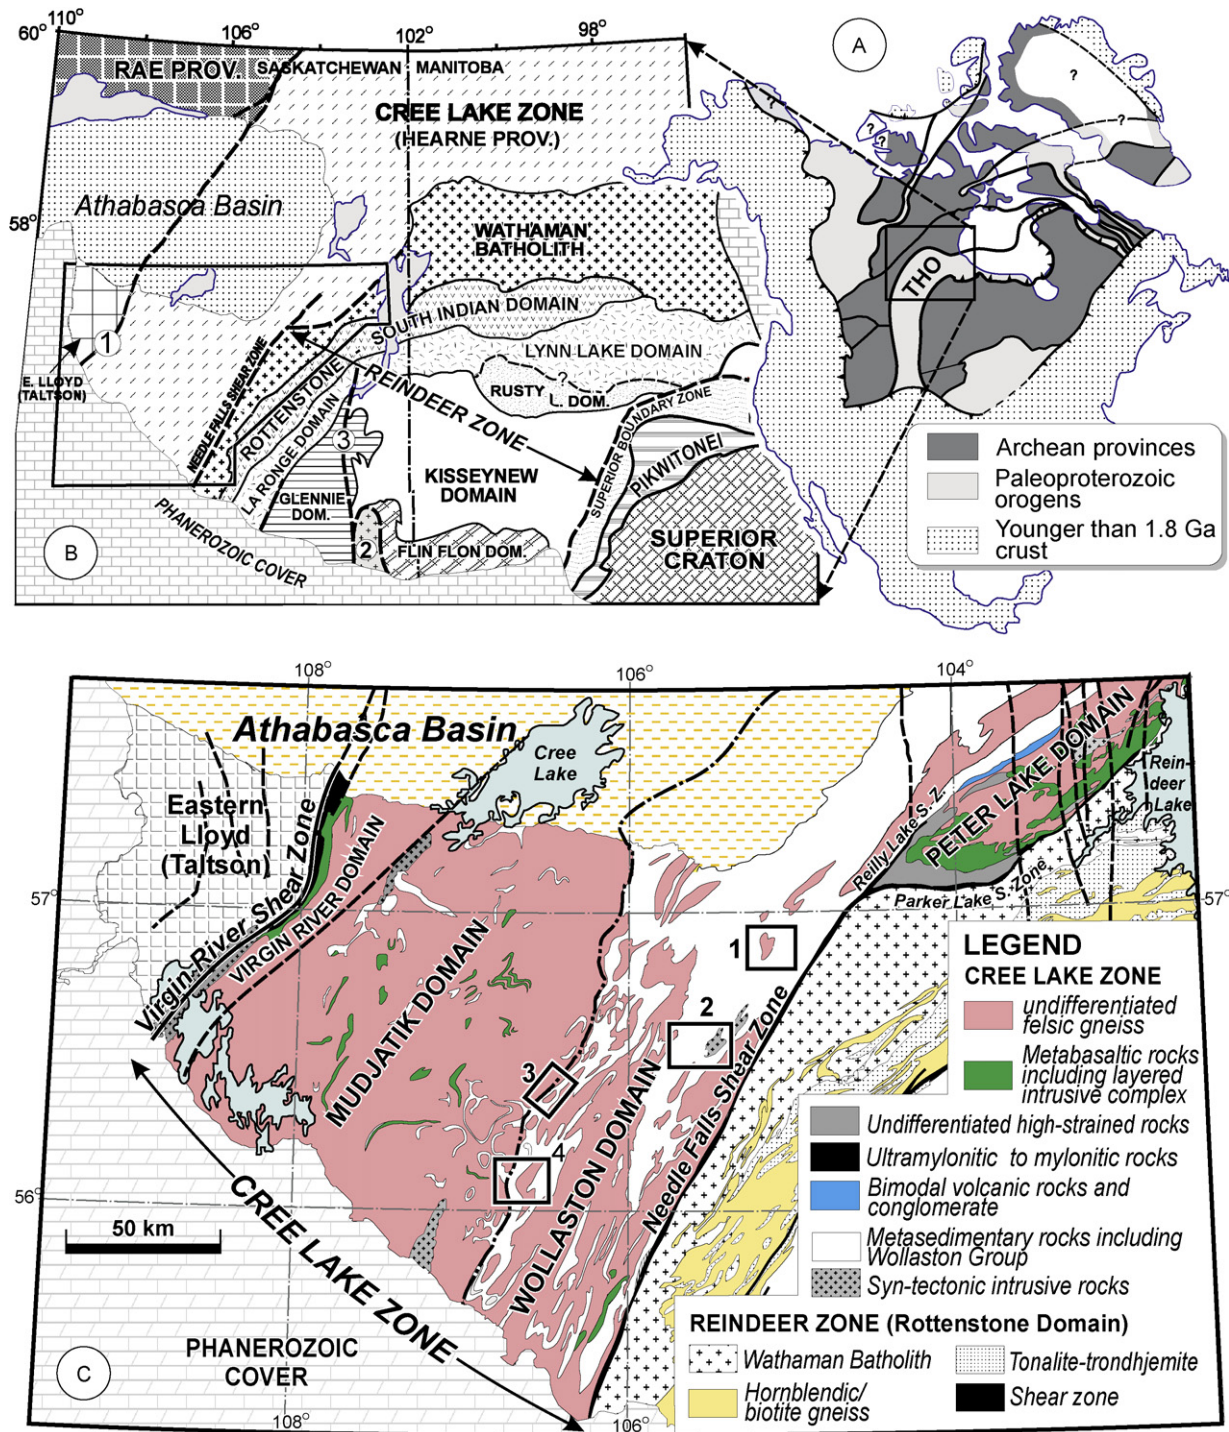 110°
60°
106°
102°
98°
RAE PROV.
SASKATCHEWAN
MANITOBA
CREE LAKE ZONE
(HEARNE PROV.)
Athabasca Basin
58°
WATHAMAN
BATHOLITH
SOUTH INDIAN DOMAIN
LYNN LAKE DOMAIN
?
RUSTY
L. DOM.
1
E. LLOYD
(TALTSON)
NEEDLE FALLS SHEAR ZONE
ROTTENSTONE
LA RONGE DOMAIN
REINDEER ZONE
3
GLENNIE
DOM.
KISSEYNEW
DOMAIN
2
FLIN FLON DOM.
SUPERIOR BOUNDARY ZONE
PIKWITONEI
SUPERIOR
CRATON
PHANEROZOIC COVER
B
A
?
?
?
?
?
THO
Archean provinces
Paleoproterozoic
orogens
Younger than 1.8 Ga
crust
108°
106°
104°
Athabasca Basin
Cree
Lake
Eastern
Lloyd
(Taltson)
Virgin River Shear Zone
VIRGIN RIVER DOMAIN
MUDJATIK DOMAIN
WOLLASTON DOMAIN
Needle Falls Shear Zone
Reilly Lake S. Z.
PETER LAKE DOMAIN
Parker Lake S. Zone
Rein-
deer
Lake
57°
57°
1
2
3
4
56°
50 km
CREE LAKE ZONE
PHANEROZOIC
COVER
C
108°
106°
LEGEND
CREE LAKE ZONE
undifferentiated
felsic gneiss
Metabasaltic rocks
including layered
intrusive complex
Undifferentiated high-strained rocks
Ultramylonitic to mylonitic rocks
Bimodal volcanic rocks and
conglomerate
Metasedimentary rocks including
Wollaston Group
Syn-tectonic intrusive rocks
REINDEER ZONE (Rottenstone Domain)
Wathaman Batholith
Tonalite-trondhjemite
Hornblendic/
biotite gneiss
Shear zone